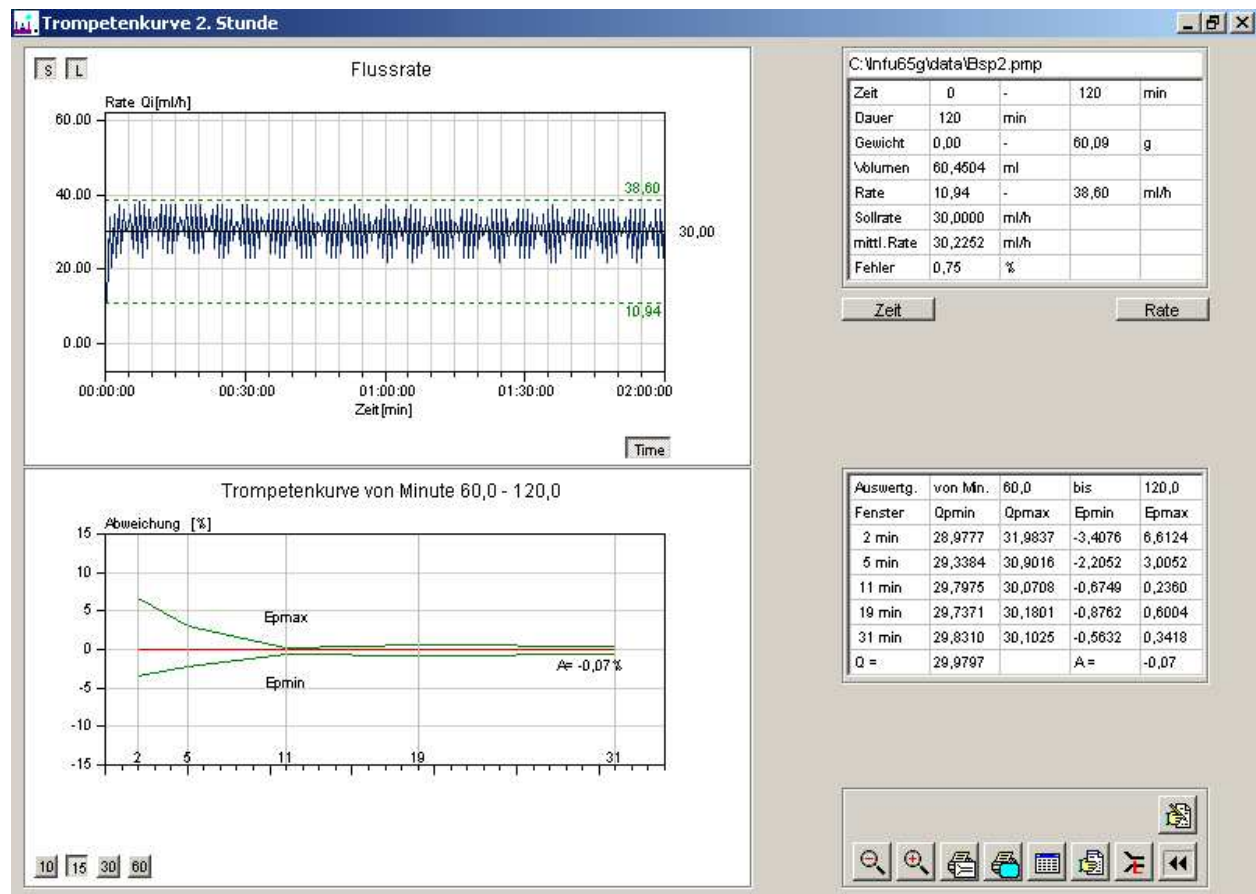 Trompetenkurve 2. Stunde
S L
Flussrate
Rate Qi[ml/h]
60.00
40.00
20.00
0.00
38,60
30,00
10,94
00:00:00 00:30:00 01:00:00 01:30:00 02:00:00
Zeit[min]
Time
Trompetenkurve von Minute 60,0 - 120,0
Abweichung [%]
15
10
5
0
-5
-10
-15
Epmax
A= -0,07%
Epmin
2 5 11 19 31
10 15 30 60
C:\Infu65g\data\Bsp2.pmp
Zeit 0 - 120 min
Dauer 120 min
Gewicht 0,00 - 60,09 g
Volumen 60,4504 ml
Rate 10,94 - 38,60 ml/h
Sollrate 30,0000 ml/h
mittl.Rate 30,2252 ml/h
Fehler 0,75 %
Zeit Rate
Auswertg. von Min. 60,0 bis 120,0
Fenster Qpmin Qpmax Epmin Epmax
2 min 28,9777 31,9837 -3,4076 6,6124
5 min 29,3384 30,9016 -2,2052 3,0052
11 min 29,7975 30,0708 -0,6749 0,2360
19 min 29,7371 30,1801 -0,8762 0,6004
31 min 29,8310 30,1025 -0,5632 0,3418
Q = 29,9797 A = -0,07